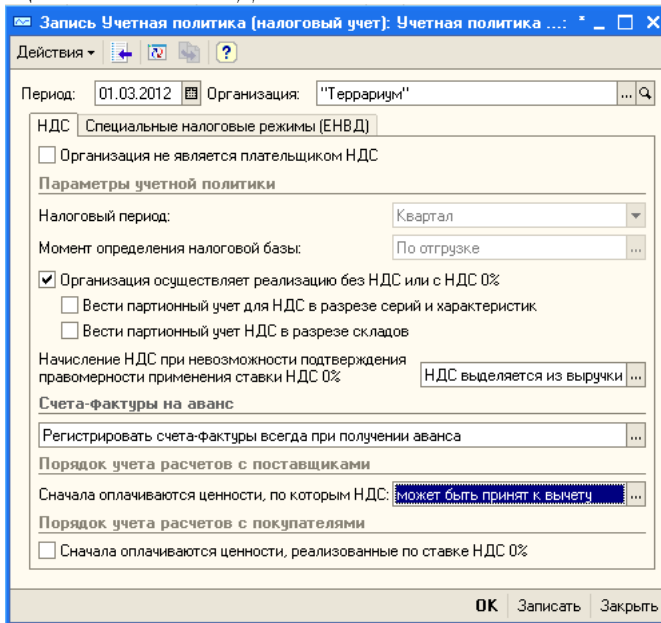 Запись Учетная политика (налоговый учет): Учетная политика ...: *
Действия
Период: 01.03.2012 Организация: "Террариум" ...
НДС Специальные налоговые режимы (ЕНВД)
Организация не является плательщиком НДС
Параметры учетной политики
Налоговый период: Квартал
Момент определения налоговой базы: По отгрузке ...
Организация осуществляет реализацию без НДС или с НДС 0%
Вести партионный учет для НДС в разрезе серий и характеристик
Вести партионный учет НДС в разрезе складов
Начисление НДС при невозможности подтверждения
правомерности применения ставки НДС 0% НДС выделяется из выручки ...
Счета-фактуры на аванс
Регистрировать счета-фактуры всегда при получении аванса ...
Порядок учета расчетов с поставщиками
Сначала оплачиваются ценности, по которым НДС: может быть принят к вычету ...
Порядок учета расчетов с покупателями
Сначала оплачиваются ценности, реализованные по ставке НДС 0%
OK Записать Закрыть